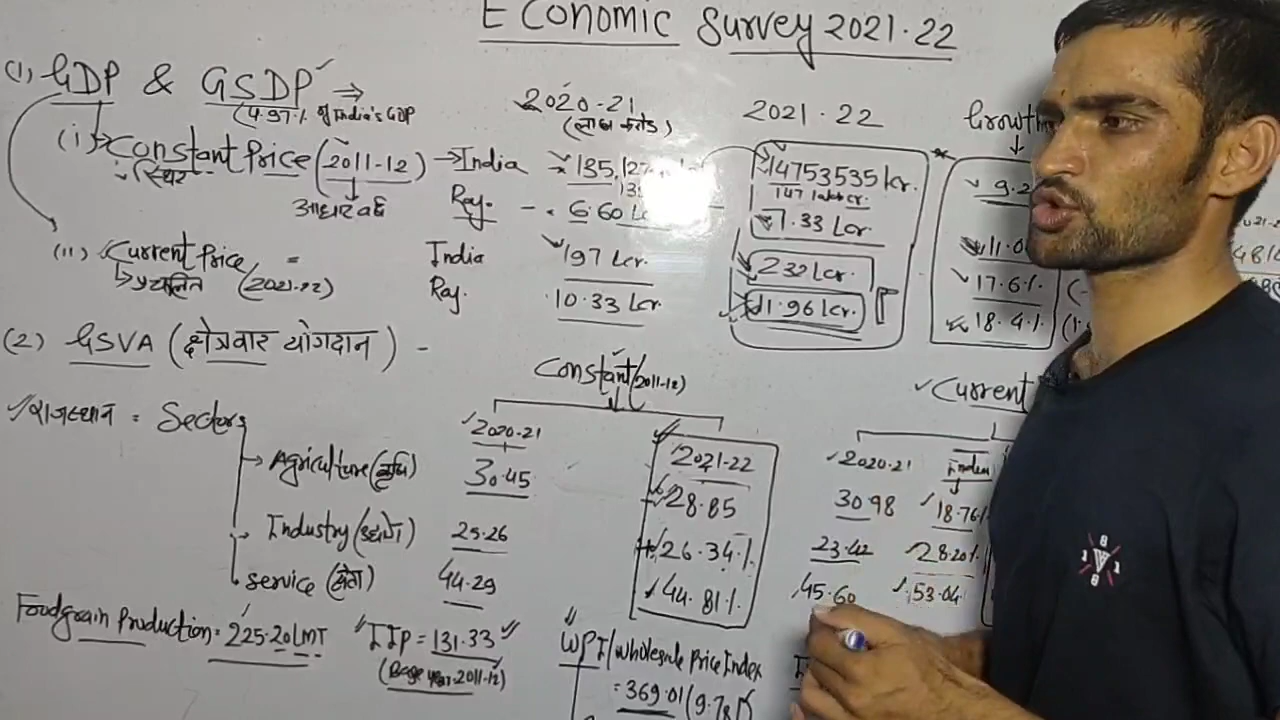 Economic Survey 2021.22
(1) GDP & GSDP ⇒
(4.97% of India's GDP
2020-21
(लाख करोड)
2021.22
Growth
(i) Constant Price (2011-12) → India
स्थिर
आधार वर्ष
135.12
14753535 kr.
147 lakh cr.
9.2
Raj. - 6.60
7.33 Lcr.
11.0
(ii) Current Price =
प्रचलित (2021.22)
India 197 Lcr.
232 Lcr.
17.6%
Raj. 10.33 Lcr.
11.96 Lcr.
18.4%
(2) GSVA (क्षेत्रवार योगदान) -
Constant (2011-12)
Current
राजस्थान = Sectors
2020-21
2021-22
2020.21
India
Agriculture (कृषि) 30.45 28.85 30.98 18.76%
Industry (उद्योग) 25.26 26.34% 23.42 28.20%
Service (सेवा) 44.29 44.81% 45.60 53.04
Foodgrain Production = 225.20 LMT
IIP = 131.33
(Base year 2011-12)
WPI/Wholesale Price Index
= 369.01 (9.78